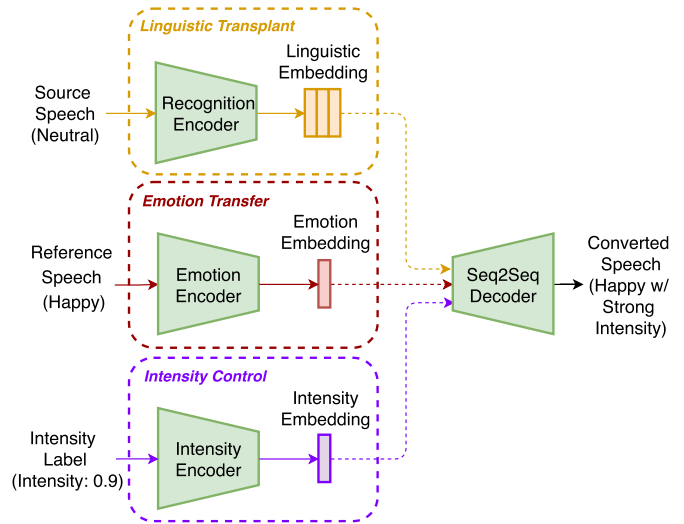 Linguistic Transplant
Source
Speech
(Neutral)
Recognition
Encoder
Linguistic
Embedding
Emotion Transfer
Reference
Speech
(Happy)
Emotion
Encoder
Emotion
Embedding
Seq2Seq
Decoder
Converted
Speech
(Happy w/
Strong
Intensity)
Intensity Control
Intensity
Label
(Intensity: 0.9)
Intensity
Encoder
Intensity
Embedding